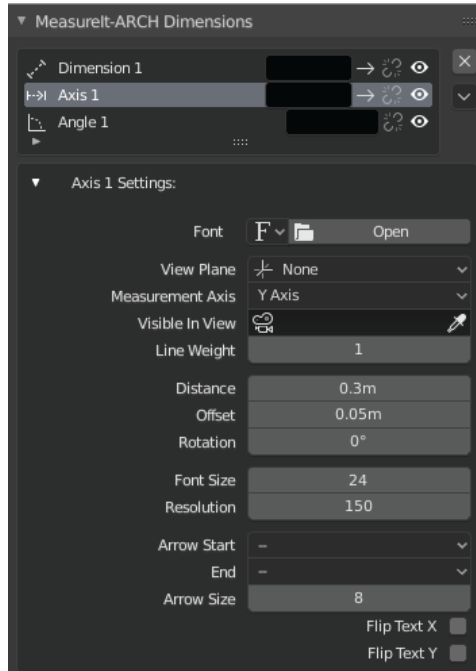 MeasureIt-ARCH Dimensions
Dimension 1
Axis 1
Angle 1
Axis 1 Settings:
Font F Open
View Plane None
Measurement Axis Y Axis
Visible In View
Line Weight 1
Distance 0.3m
Offset 0.05m
Rotation 0°
Font Size 24
Resolution 150
Arrow Start --
End --
Arrow Size 8
Flip Text X
Flip Text Y